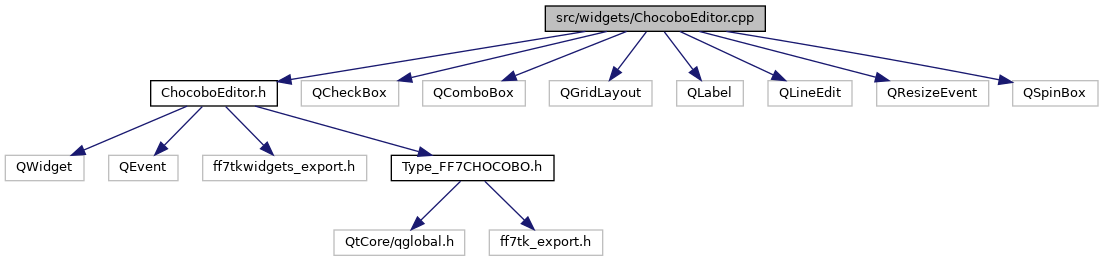 src/widgets/ChocoboEditor.cpp
ChocoboEditor.h
QCheckBox
QComboBox
QGridLayout
QLabel
QLineEdit
QResizeEvent
QSpinBox
QWidget
QEvent
ff7tkwidgets_export.h
Type_FF7CHOCOBO.h
QtCore/qglobal.h
ff7tk_export.h